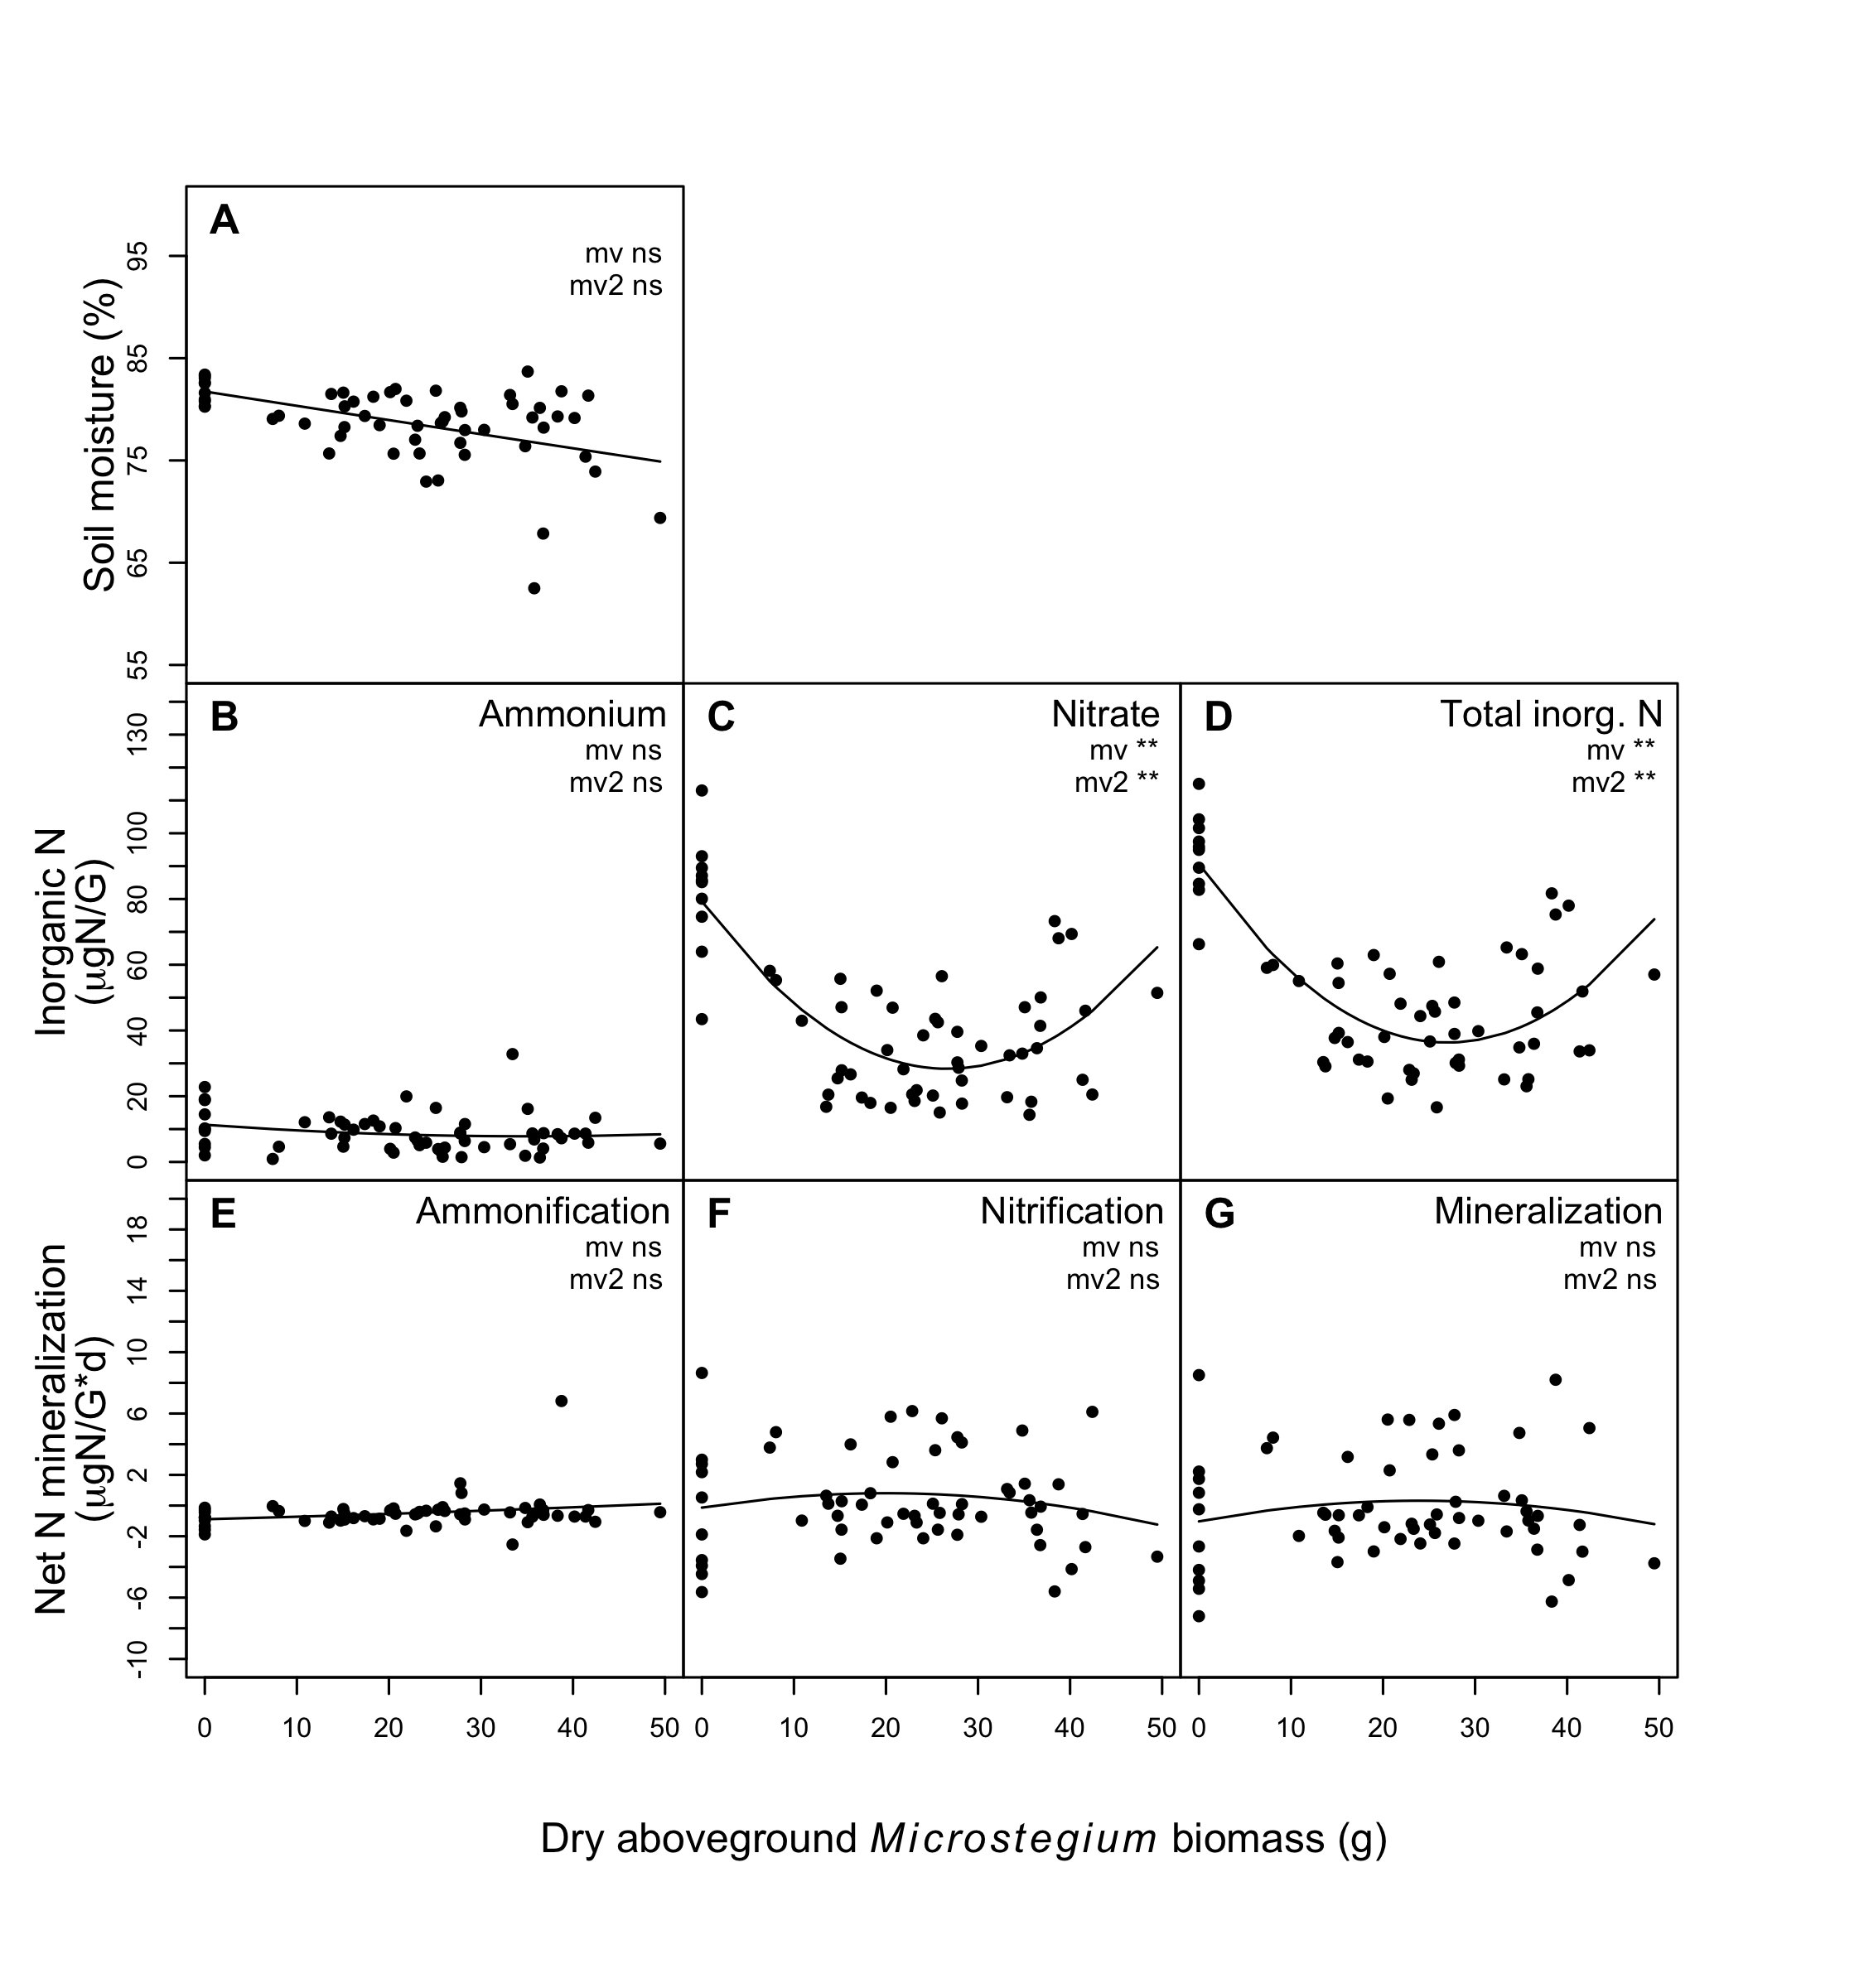 A
mv ns
mv2 ns
95
85
75
65
55
Soil moisture (%)
B
Ammonium
mv ns
mv2 ns
C
Nitrate
mv **
mv2 **
D
Total inorg. N
mv **
mv2 **
130
100
80
60
40
20
0
Inorganic N
(μgN/G)
E
Ammonification
mv ns
mv2 ns
F
Nitrification
mv ns
mv2 ns
G
Mineralization
mv ns
mv2 ns
18
14
10
6
2
-2
-6
-10
Net N mineralization
(μgN/G*d)
0 10 20 30 40 50 0 10 20 30 40 50 0 10 20 30 40 50
Dry aboveground Microstegium biomass (g)